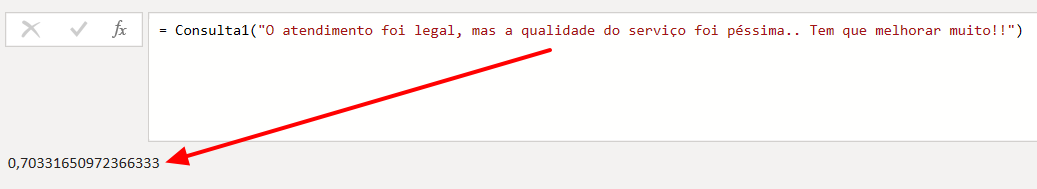 fx
= Consulta1("O atendimento foi legal, mas a qualidade do serviço foi péssima.. Tem que melhorar muito!!")
0,70331650972366333